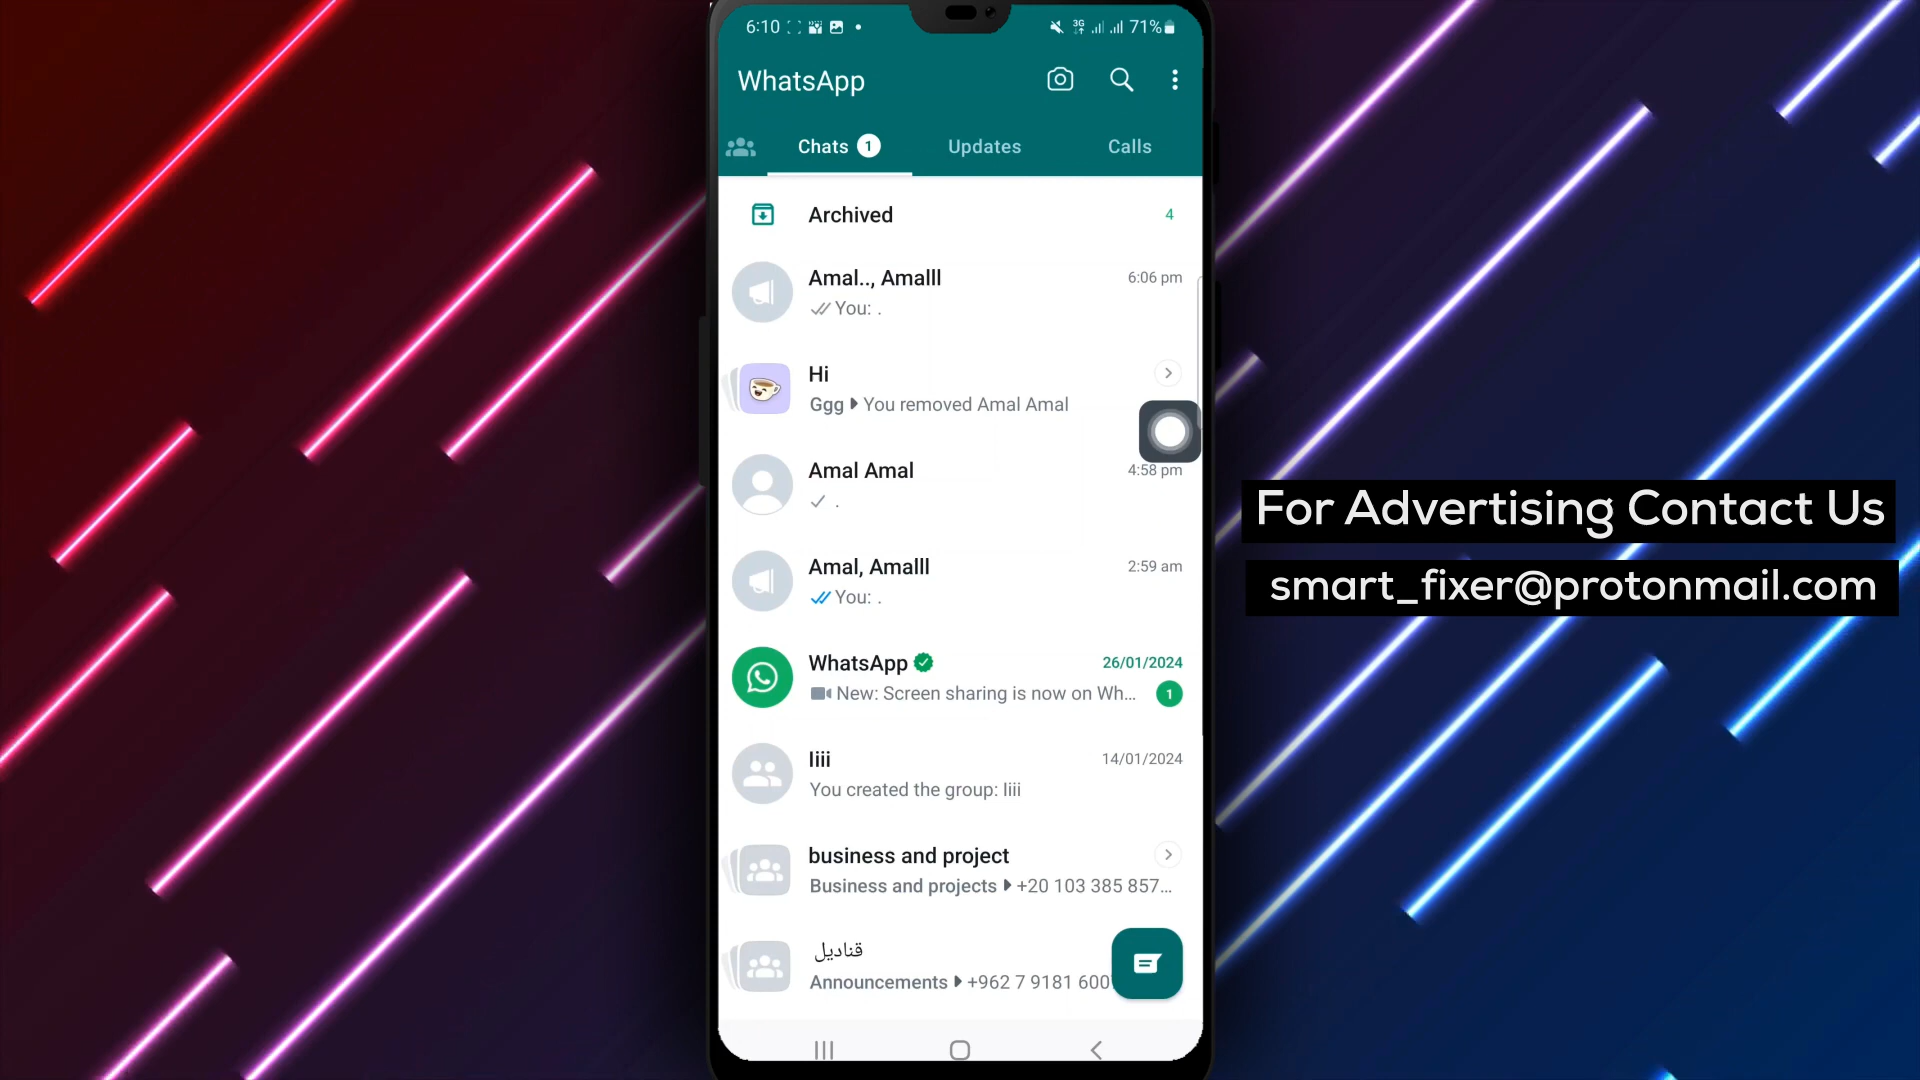 6:10
3G
71%
WhatsApp
Chats 1
Updates
Calls
Archived
4
Amal.., Amalll
6:06 pm
You: .
Hi
Ggg
You removed Amal Amal
Amal Amal
4:58 pm
.
Amal, Amalll
2:59 am
You: .
WhatsApp
26/01/2024
New: Screen sharing is now on Wh...
1
liii
14/01/2024
You created the group: liii
business and project
Business and projects
+20 103 385 857...
قناديل
Announcements
+962 7 9181 600
For Advertising Contact Us
smart_fixer@protonmail.com